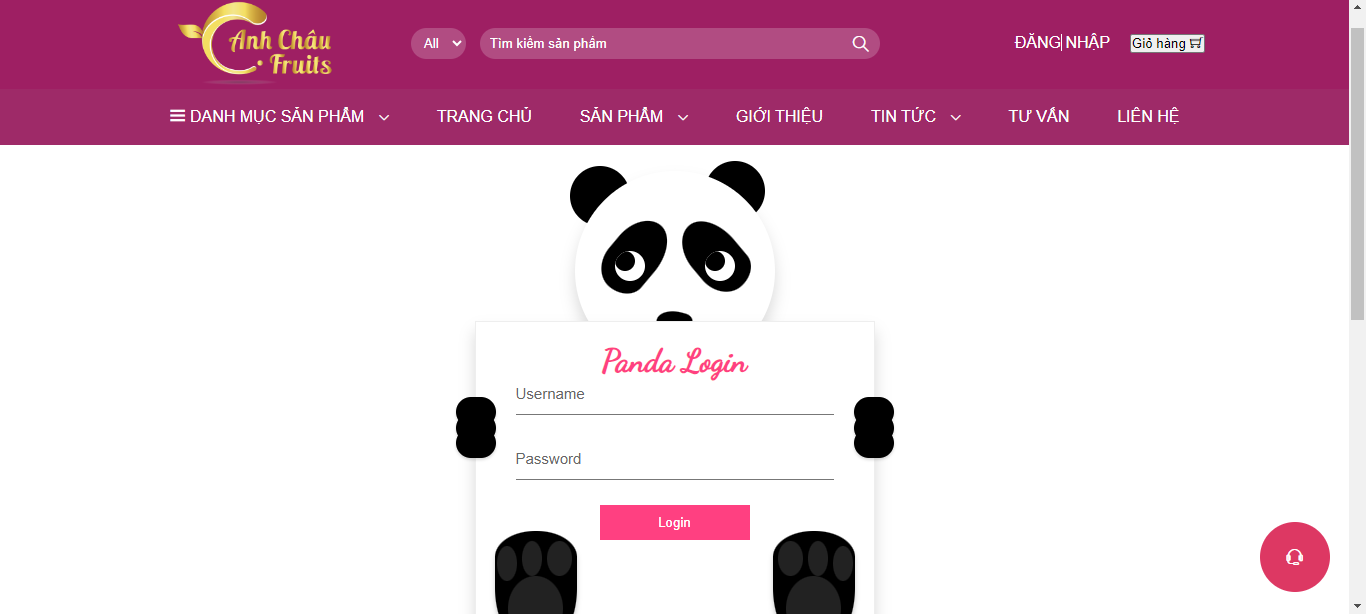 Anh Châu
Fruits
All
Tìm kiếm sản phẩm
ĐĂNG NHẬP
Giỏ hàng
DANH MỤC SẢN PHẨM
TRANG CHỦ
SẢN PHẨM
GIỚI THIỆU
TIN TỨC
TƯ VẤN
LIÊN HỆ
Panda Login
Username
Password
Login